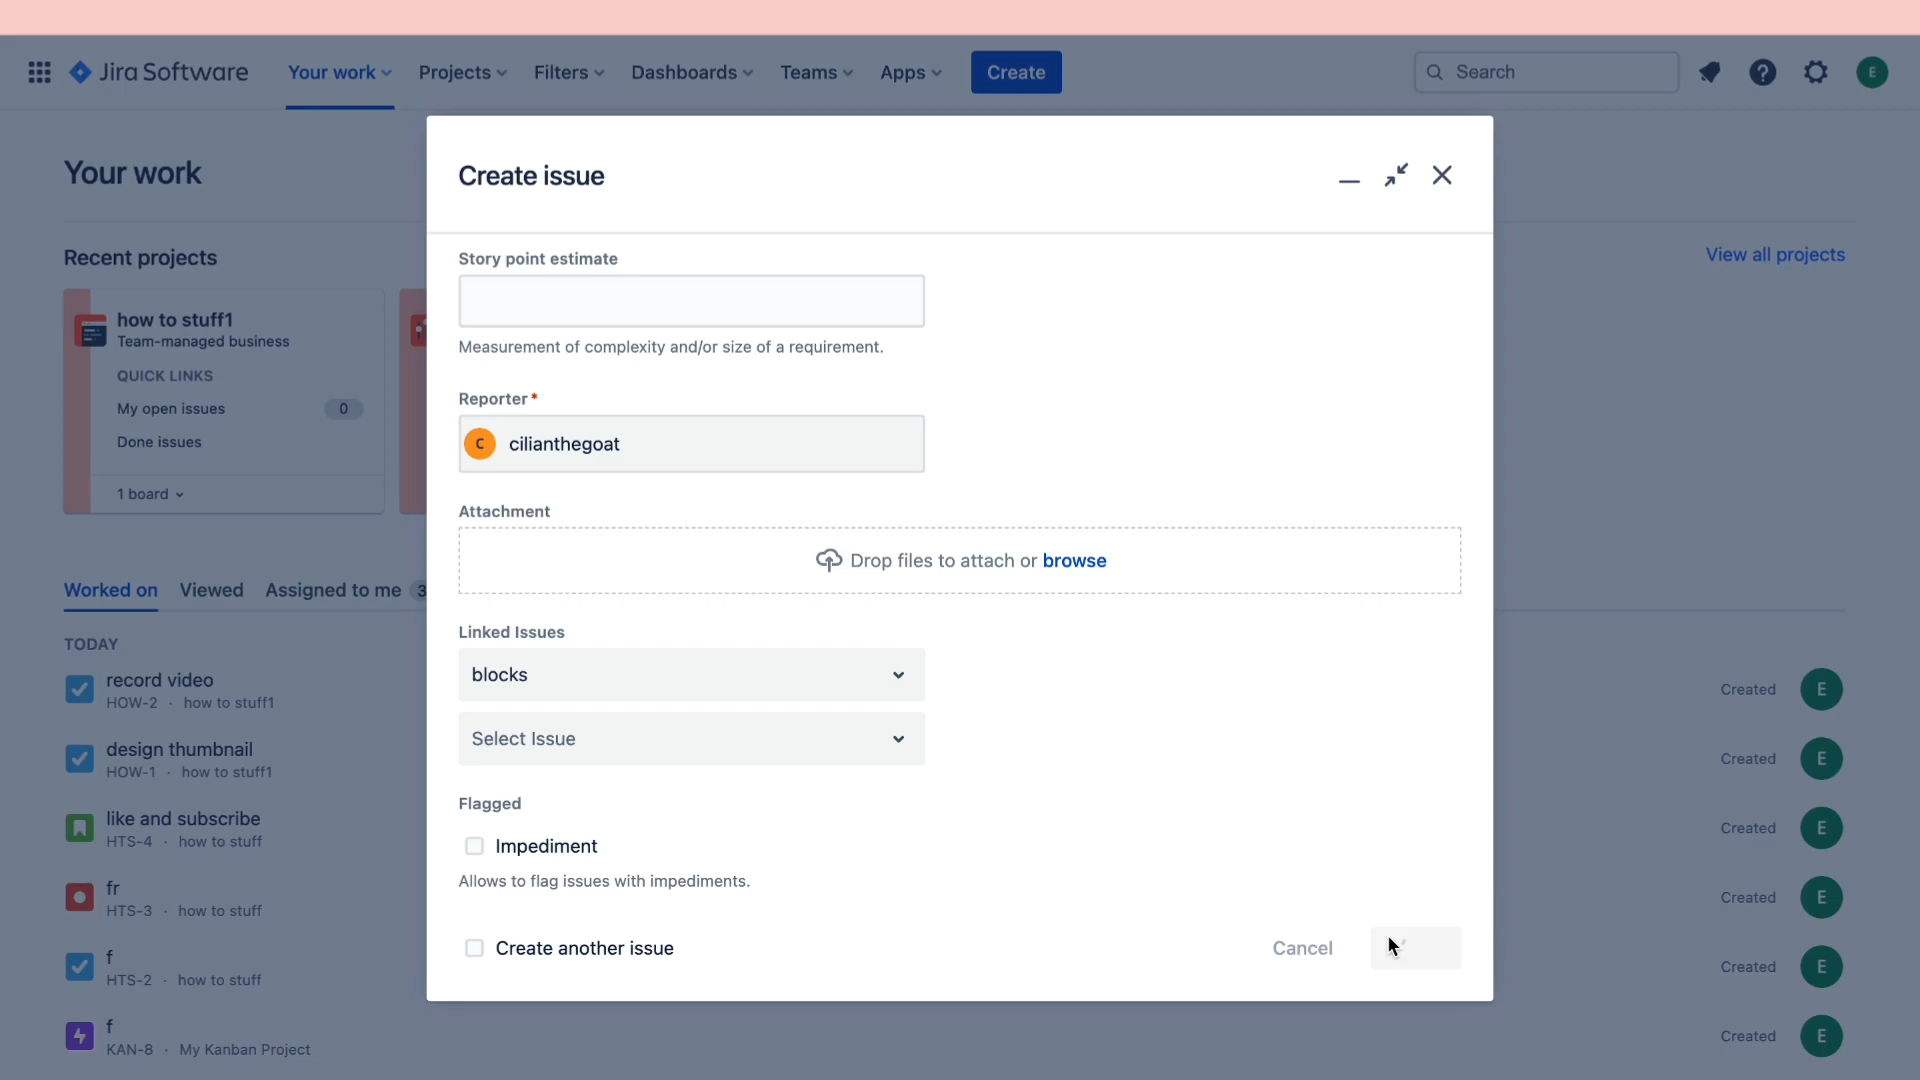 Jira Software
Your work
Projects
Filters
Dashboards
Teams
Apps
Create
Search
E
Your work
Recent projects
View all projects
how to stuff1
Team-managed business
QUICK LINKS
My open issues
0
Done issues
1 board
Worked on
Viewed
Assigned to me
3
TODAY
record video
HOW-2 · how to stuff1
Created
E
design thumbnail
HOW-1 · how to stuff1
Created
E
like and subscribe
HTS-4 · how to stuff
Created
E
fr
HTS-3 · how to stuff
Created
E
f
HTS-2 · how to stuff
Created
E
f
KAN-8 · My Kanban Project
Created
E
Create issue
Story point estimate
Measurement of complexity and/or size of a requirement.
Reporter*
C
cilianthegoat
Attachment
Drop files to attach or browse
Linked Issues
blocks
Select Issue
Flagged
Impediment
Allows to flag issues with impediments.
Create another issue
Cancel